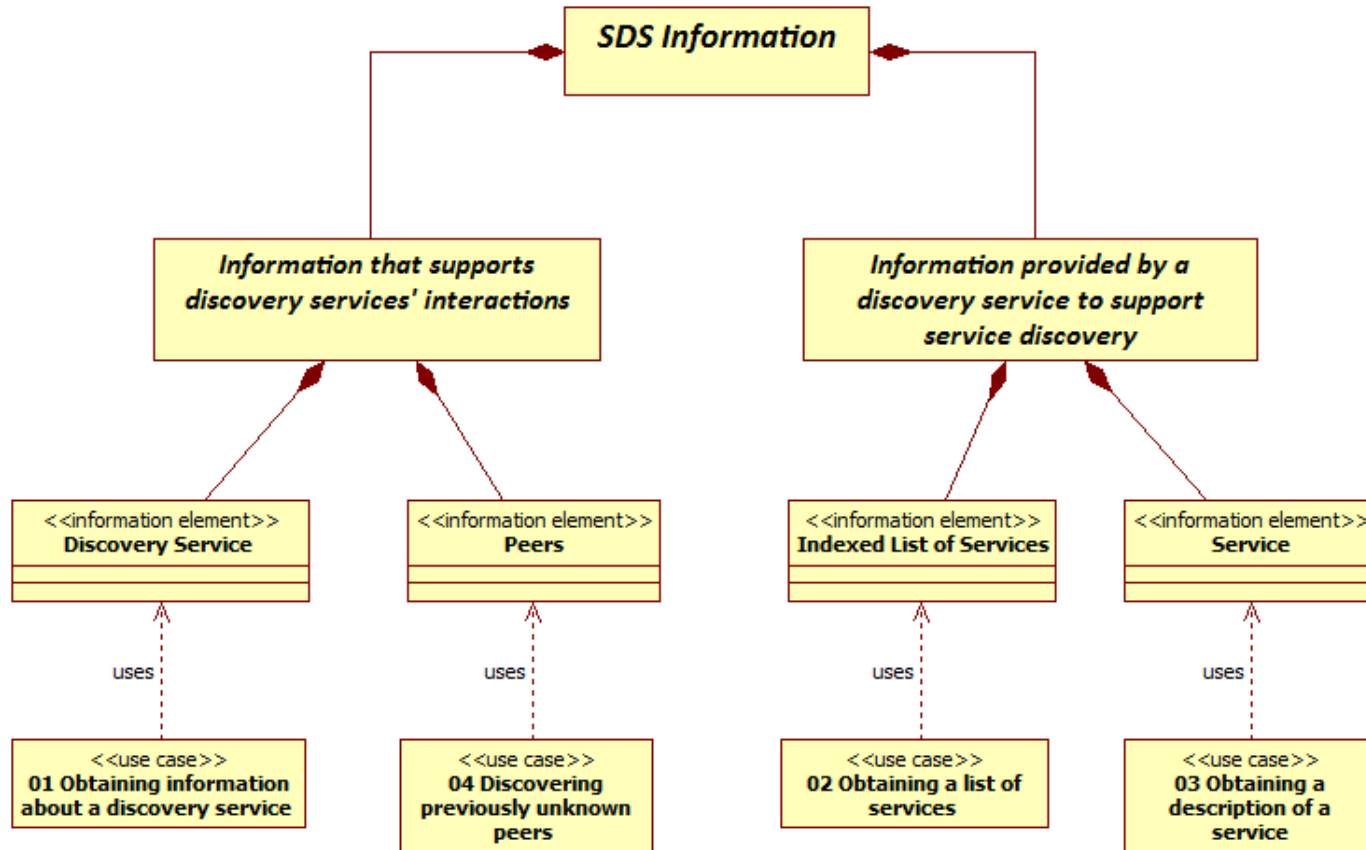 SDS Information
Information that supports
discovery services' interactions
Information provided by a
discovery service to support
service discovery
<<information element>>
Discovery Service
<<information element>>
Peers
<<information element>>
Indexed List of Services
<<information element>>
Service
uses
uses
uses
uses
<<use case>>
01 Obtaining information
about a discovery service
<<use case>>
04 Discovering
previously unknown
peers
<<use case>>
02 Obtaining a list of
services
<<use case>>
03 Obtaining a
description of a
service